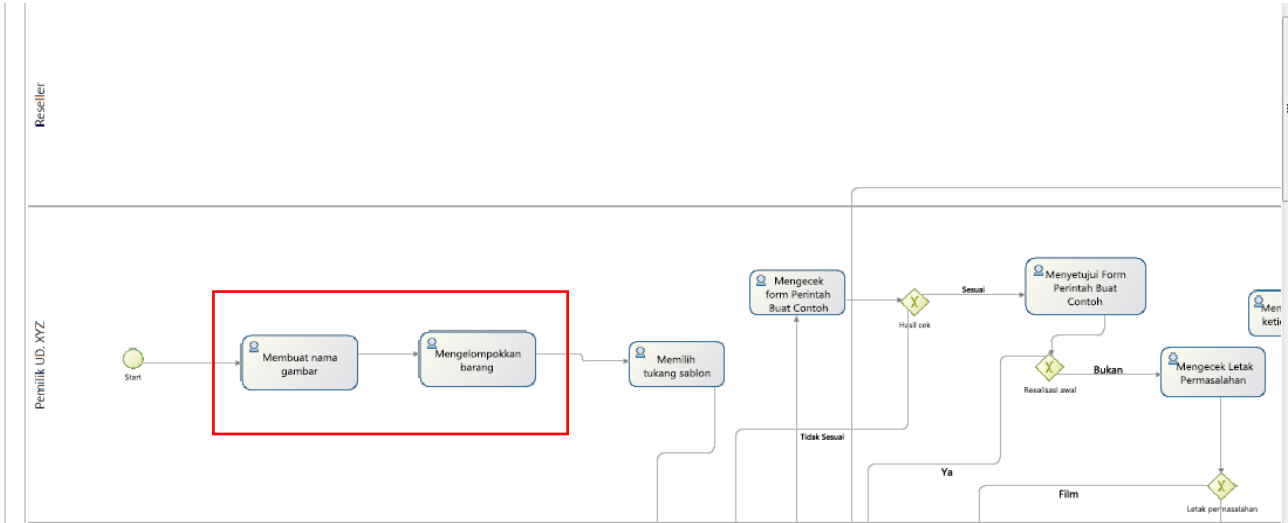 Reseller
Pemilik UD. XYZ
Start
Membuat nama
gambar
Mengelompokkan
barang
Memilih
tukang sablon
Mengecek
form Perintah
Buat Contoh
Hasil cek
Sesuai
Tidak Sesuai
Menyetujui Form
Perintah Buat
Contoh
Reealisasi awal
Bukan
Ya
Mengecek Letak
Permasalahan
Film
Letak permasalahan